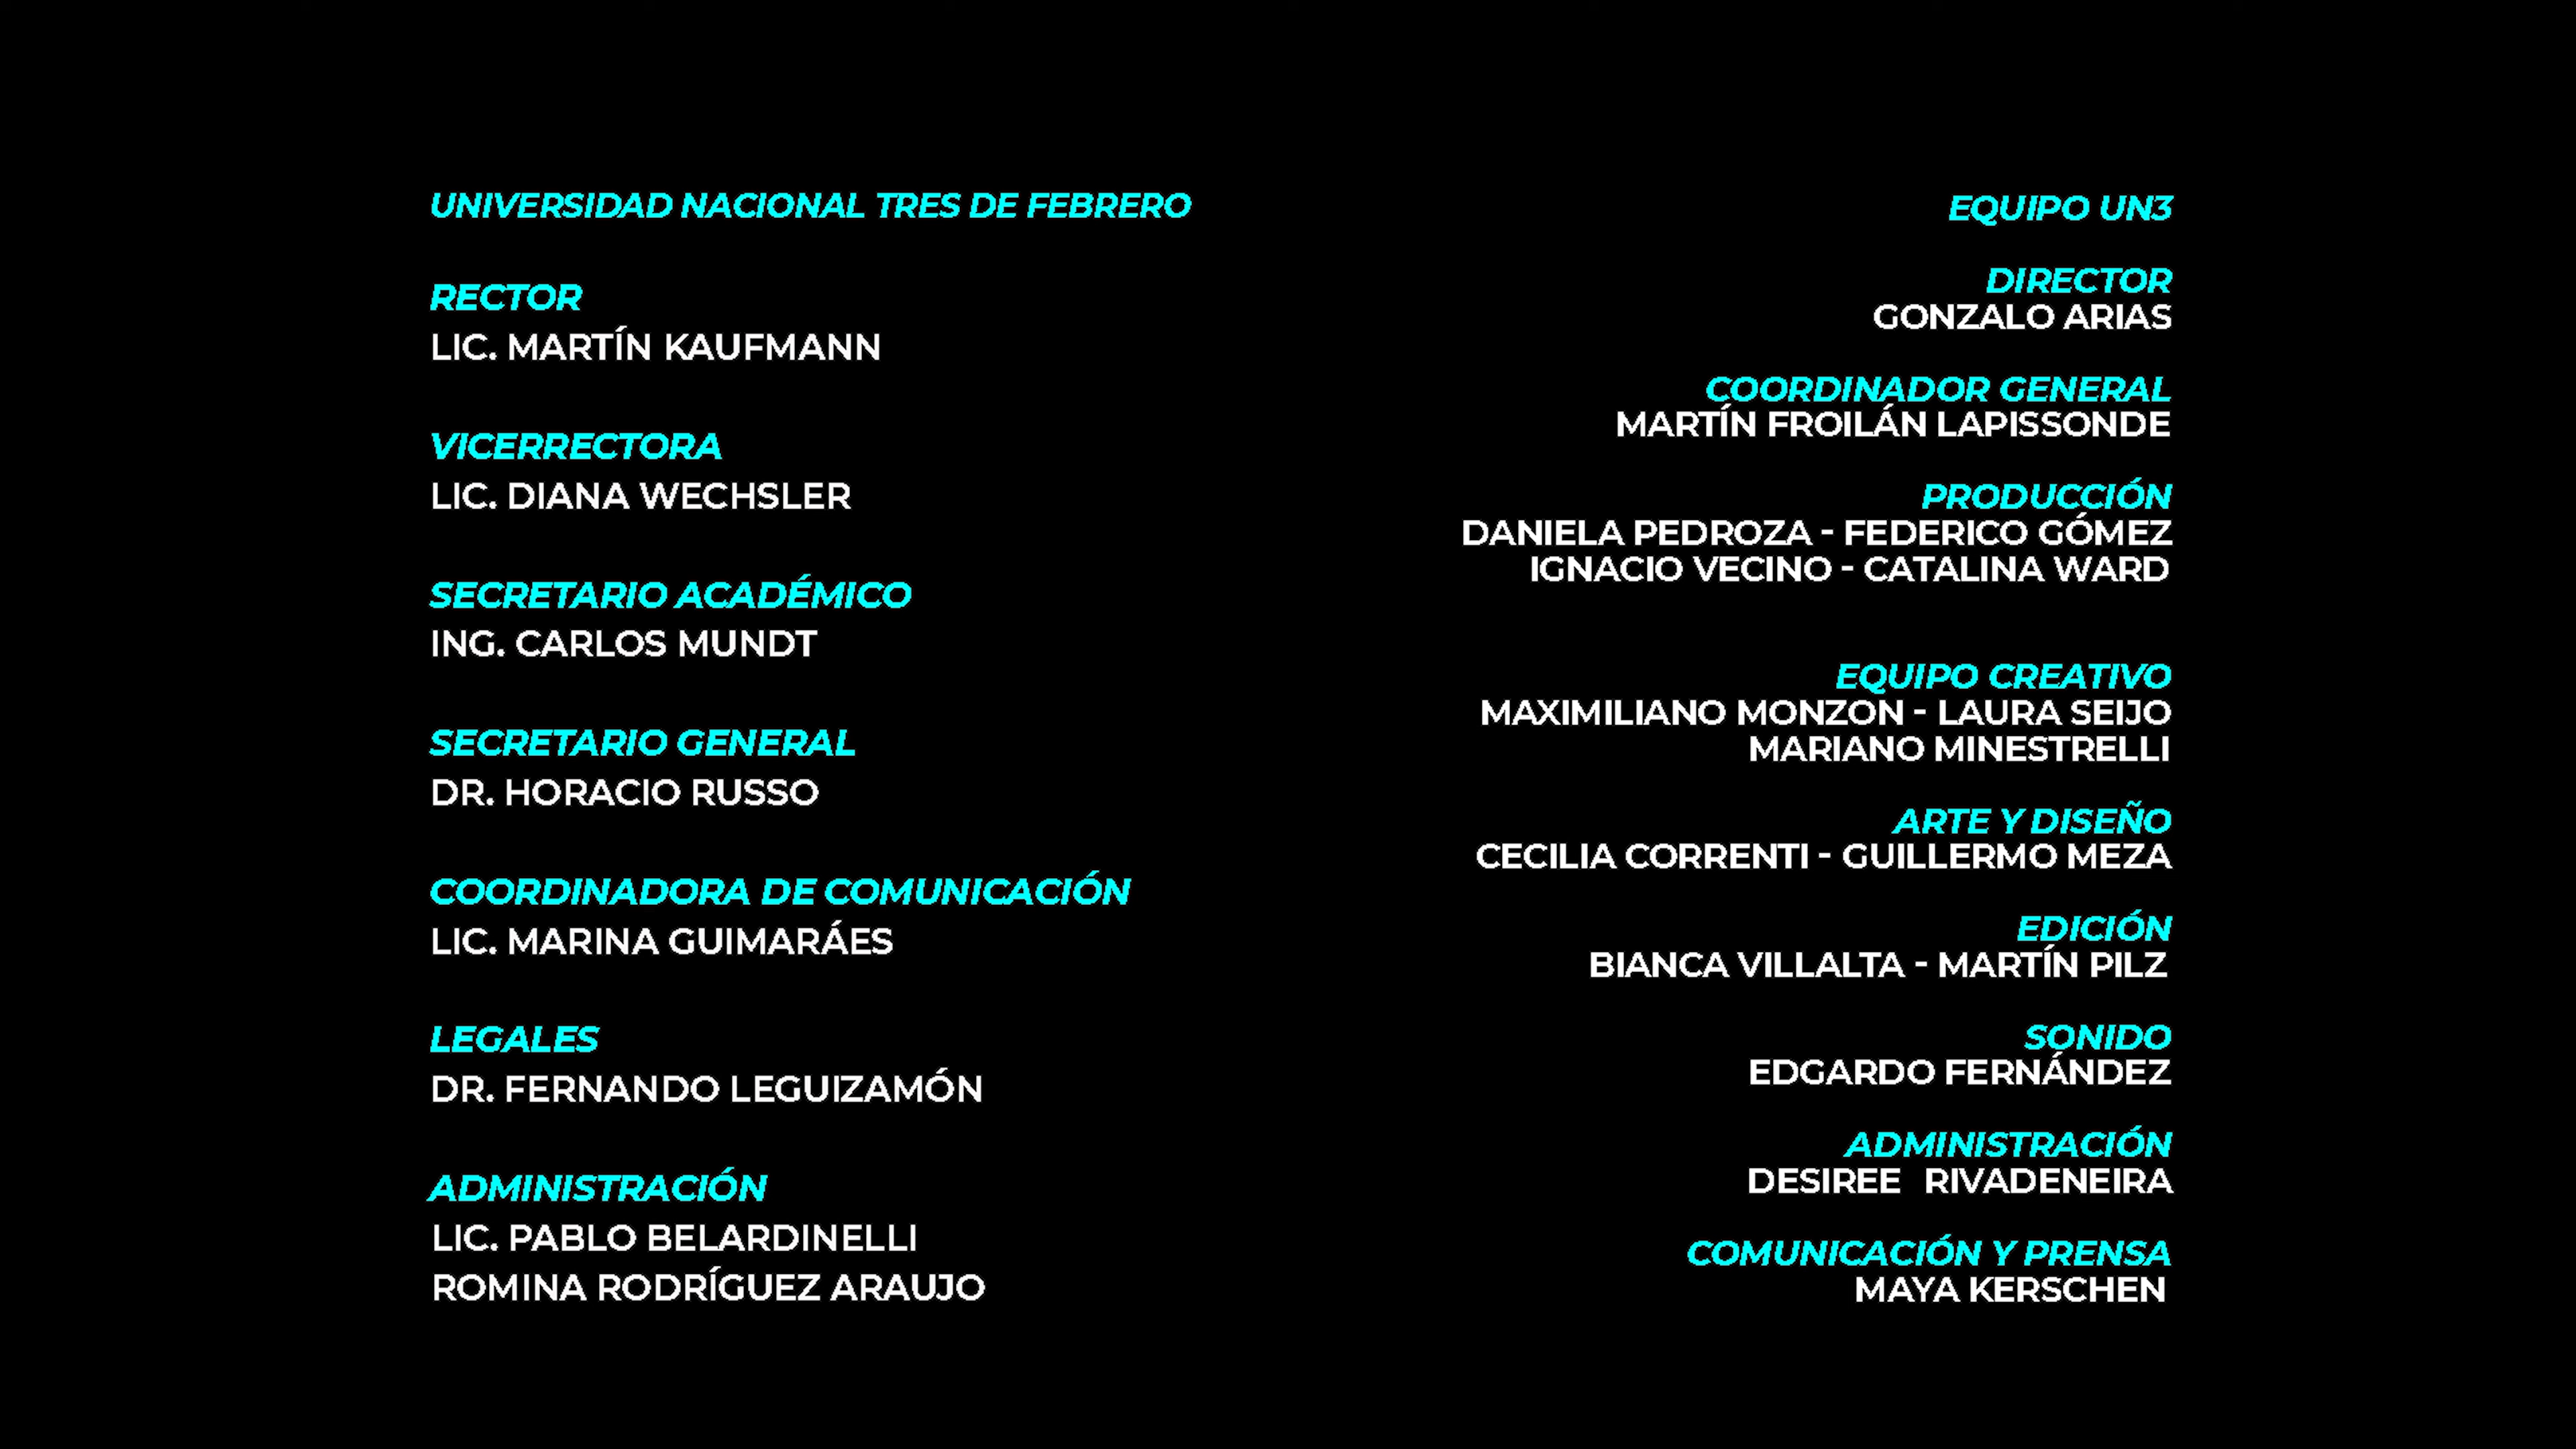 UNIVERSIDAD NACIONAL TRES DE FEBRERO
RECTOR
LIC. MARTÍN KAUFMANN
VICERRECTORA
LIC. DIANA WECHSLER
SECRETARIO ACADÉMICO
ING. CARLOS MUNDT
SECRETARIO GENERAL
DR. HORACIO RUSSO
COORDINADORA DE COMUNICACIÓN
LIC. MARINA GUIMARÁES
LEGALES
DR. FERNANDO LEGUIZAMÓN
ADMINISTRACIÓN
LIC. PABLO BELARDINELLI
ROMINA RODRÍGUEZ ARAUJO
EQUIPO UN3
DIRECTOR
GONZALO ARIAS
COORDINADOR GENERAL
MARTÍN FROILÁN LAPISSONDE
PRODUCCIÓN
DANIELA PEDROZA - FEDERICO GÓMEZ
IGNACIO VECINO - CATALINA WARD
EQUIPO CREATIVO
MAXIMILIANO MONZON - LAURA SEIJO
MARIANO MINESTRELLI
ARTE Y DISEÑO
CECILIA CORRENTI - GUILLERMO MEZA
EDICIÓN
BIANCA VILLALTA - MARTÍN PILZ
SONIDO
EDGARDO FERNÁNDEZ
ADMINISTRACIÓN
DESIREE  RIVADENEIRA
COMUNICACIÓN Y PRENSA
MAYA KERSCHEN